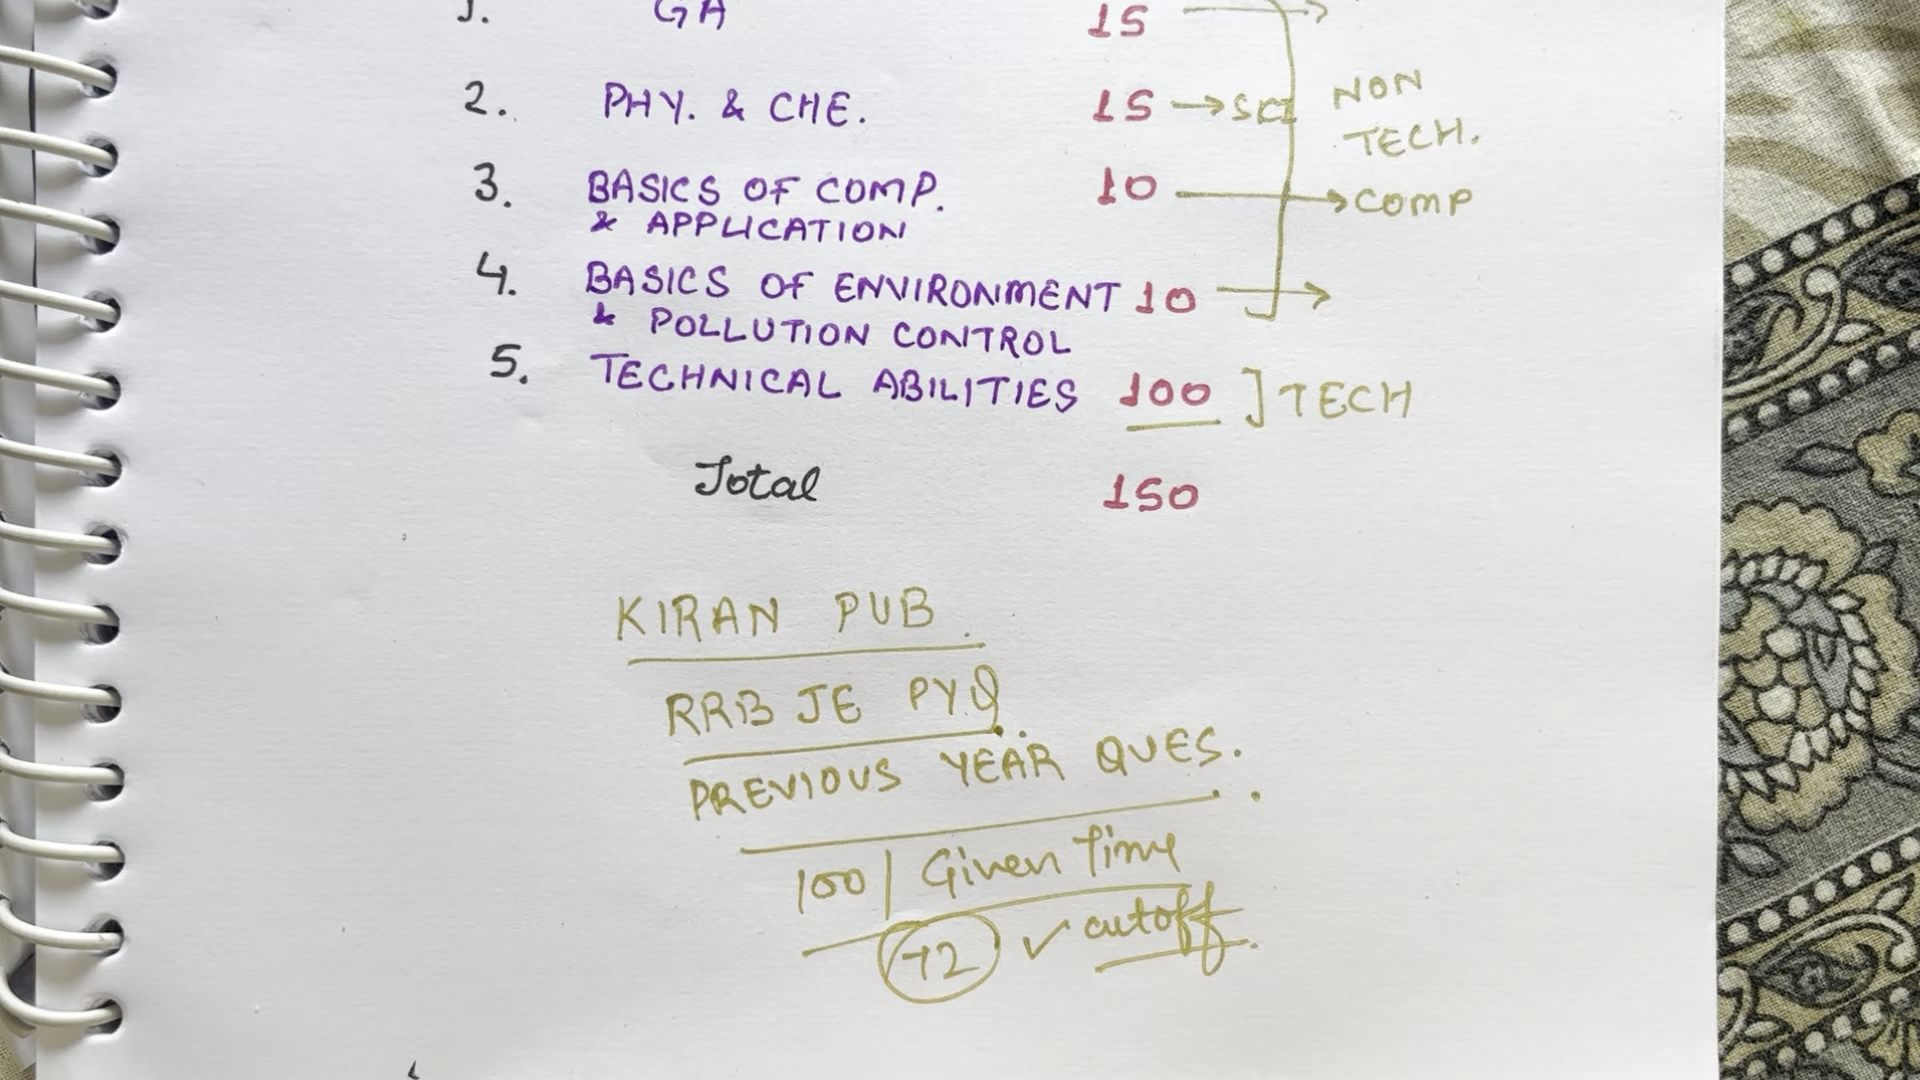 1. GA 15 →
2. PHY. & CHE. 15 → SCI NON
TECH.
3. BASICS OF COMP. 10 → COMP
& APPLICATION
4. BASICS OF ENVIRONMENT 10 →
& POLLUTION CONTROL
5. TECHNICAL ABILITIES 100 ] TECH
Total 150
KIRAN PUB.
RRB JE PYQ.
PREVIOUS YEAR QUES.
100 | Given Time
72 ✓ cutoff.